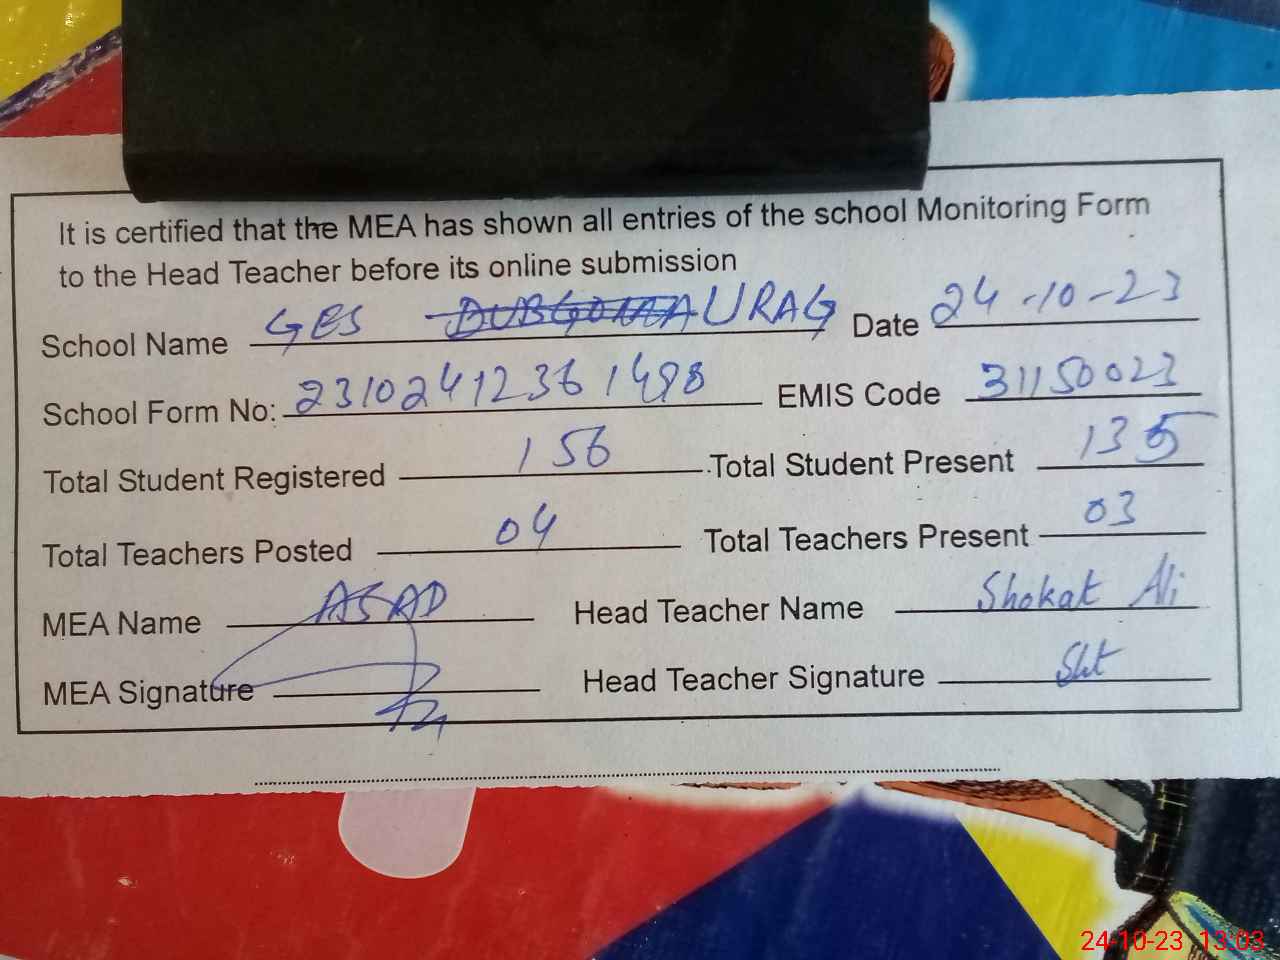 It is certified that the MEA has shown all entries of the school Monitoring Form
to the Head Teacher before its online submission
School Name GES URAG Date 24-10-23
School Form No: 23102412361498 EMIS Code 31150023
Total Student Registered 156 Total Student Present 135
Total Teachers Posted 04 Total Teachers Present 03
MEA Name ASAD Head Teacher Name Shokat Ali
MEA Signature Head Teacher Signature Sht
24-10-23 13:03